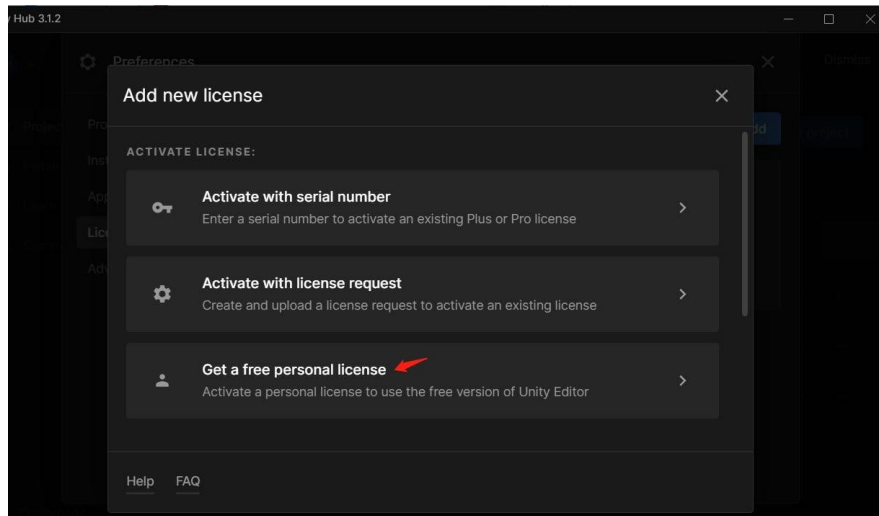 Hub 3.1.2
Preferences
Dismiss
Add new license
ACTIVATE LICENSE:
Activate with serial number
Enter a serial number to activate an existing Plus or Pro license
Activate with license request
Create and upload a license request to activate an existing license
Get a free personal license
Activate a personal license to use the free version of Unity Editor
Help FAQ